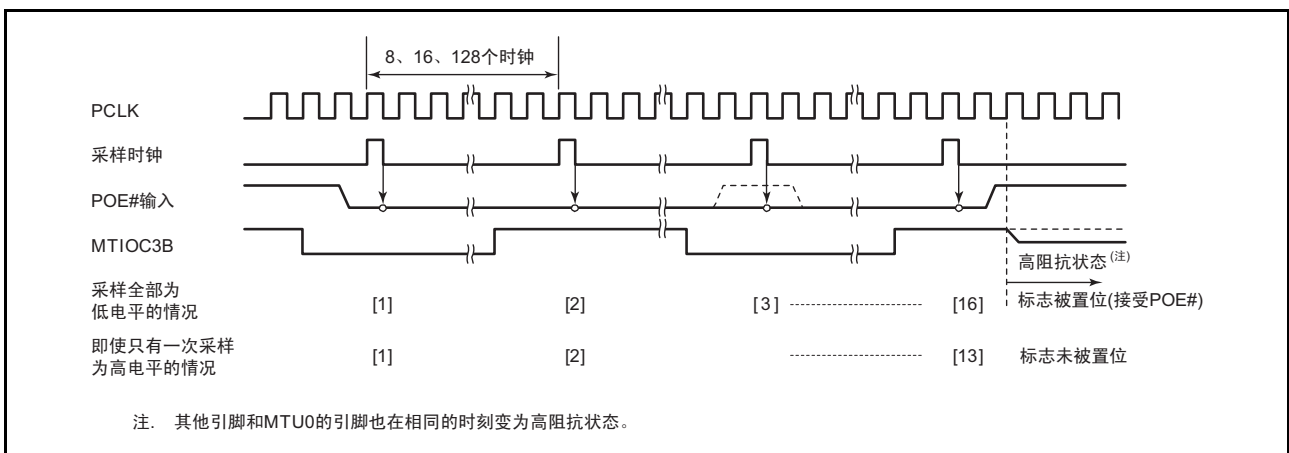 8、16、128个时钟
PCLK
采样时钟
POE#输入
MTIOC3B
高阻抗状态(注)
采样全部为
低电平的情况
[1] [2] [3] [16] 标志被置位(接受POE#)
即使只有一次采样
为高电平的情况
[1] [2] [13] 标志未被置位
注. 其他引脚和MTU0的引脚也在相同的时刻变为高阻抗状态。